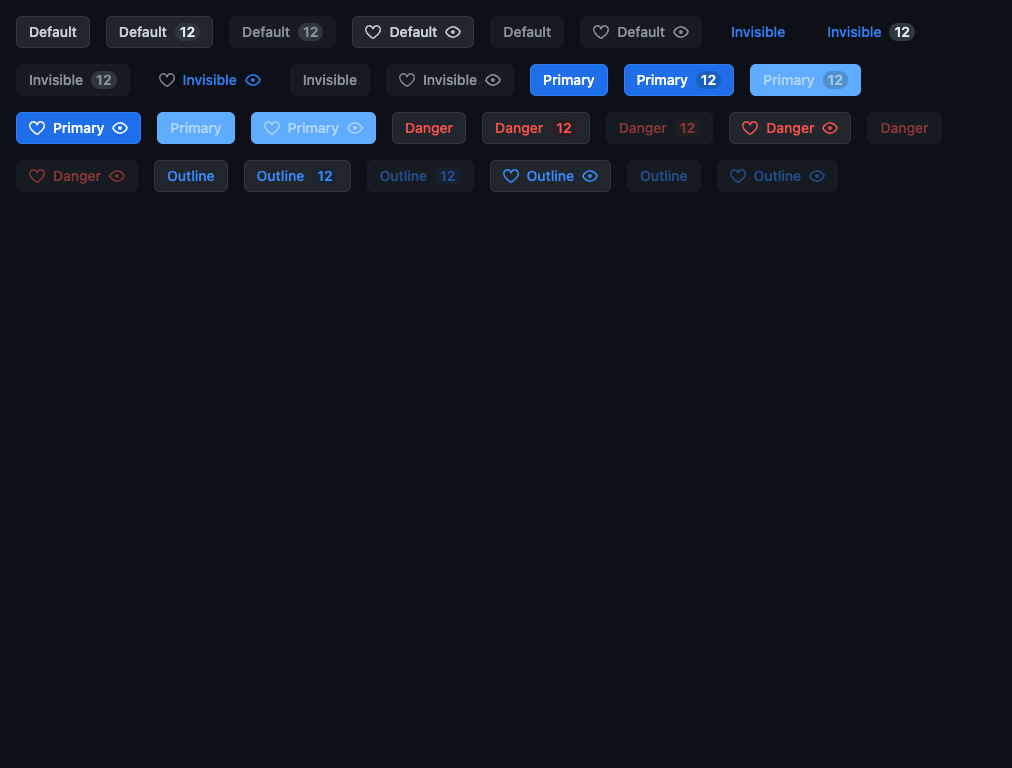 Default Default 12 Default 12 Default Default Default Invisible Invisible 12
Invisible 12 Invisible Invisible Invisible Primary Primary 12 Primary 12
Primary Primary Primary Danger Danger 12 Danger 12 Danger Danger
Danger Outline Outline 12 Outline 12 Outline Outline Outline